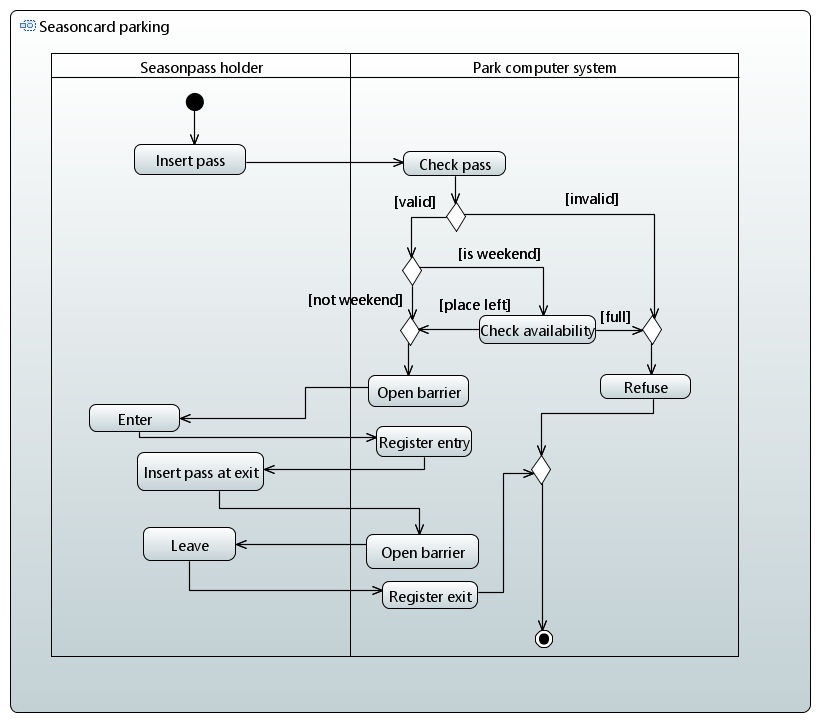 Seasoncard parking
Seasonpass holder
Park computer system
Insert pass
Check pass
[valid]
[invalid]
[is weekend]
[not weekend]
[place left]
[full]
Check availability
Open barrier
Refuse
Enter
Register entry
Insert pass at exit
Leave
Open barrier
Register exit